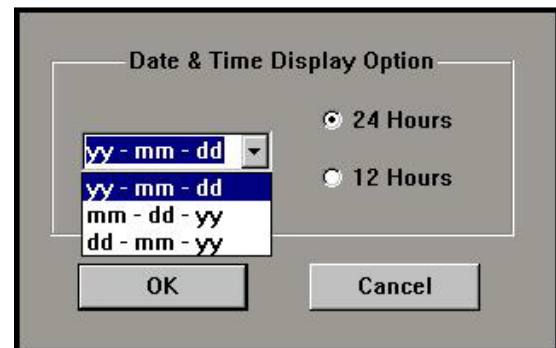 Date & Time Display Option
yy - mm - dd
yy - mm - dd
mm - dd - yy
dd - mm - yy
24 Hours
12 Hours
OK
Cancel